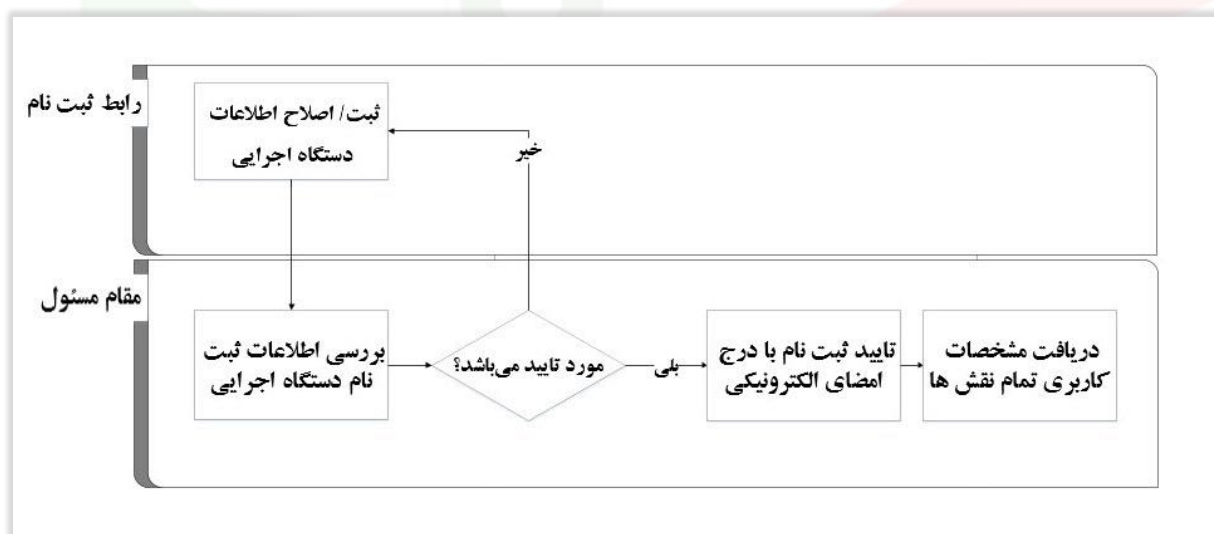 رابط ثبت نام
ثبت/ اصلاح اطلاعات
دستگاه اجرایی
خیر
مقام مسئول
بررسی اطلاعات ثبت
نام دستگاه اجرایی
مورد تایید می‌باشد؟
بلی
تایید ثبت نام با درج
امضای الکترونیکی
دریافت مشخصات
کاربری تمام نقش ها